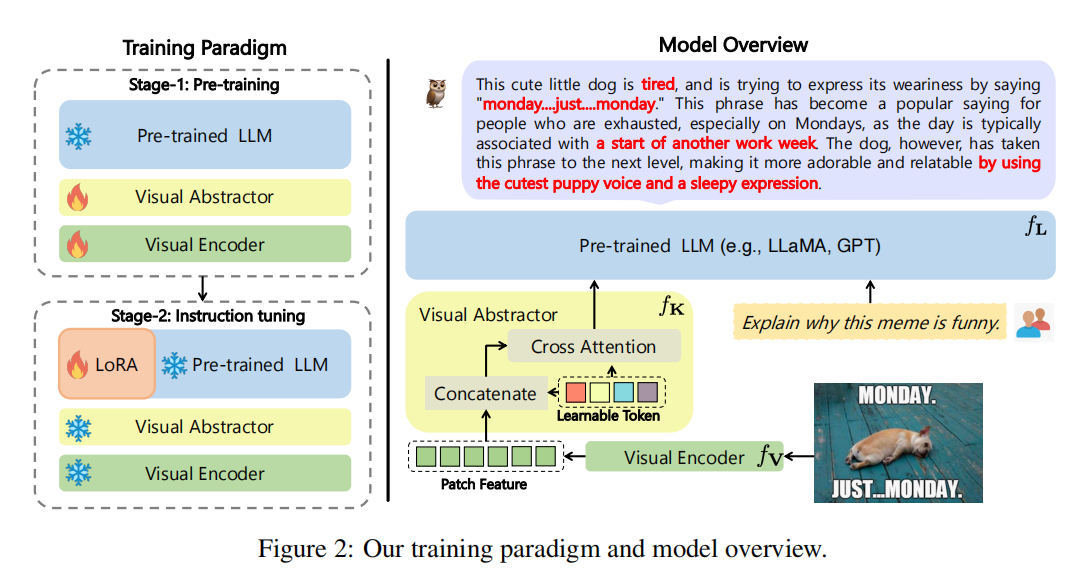 Training Paradigm
Stage-1: Pre-training
Pre-trained LLM
Visual Abstractor
Visual Encoder
Stage-2: Instruction tuning
LoRA
Pre-trained LLM
Visual Abstractor
Visual Encoder
Model Overview
This cute little dog is tired, and is trying to express its weariness by saying
"monday....just....monday." This phrase has become a popular saying for
people who are exhausted, especially on Mondays, as the day is typically
associated with a start of another work week. The dog, however, has taken
this phrase to the next level, making it more adorable and relatable by using
the cutest puppy voice and a sleepy expression.
Pre-trained LLM (e.g., LLaMA, GPT)
f_L
Visual Abstractor
f_K
Cross Attention
Concatenate
Learnable Token
Explain why this meme is funny.
Patch Feature
Visual Encoder
f_V
MONDAY.
JUST...MONDAY.
Figure 2: Our training paradigm and model overview.